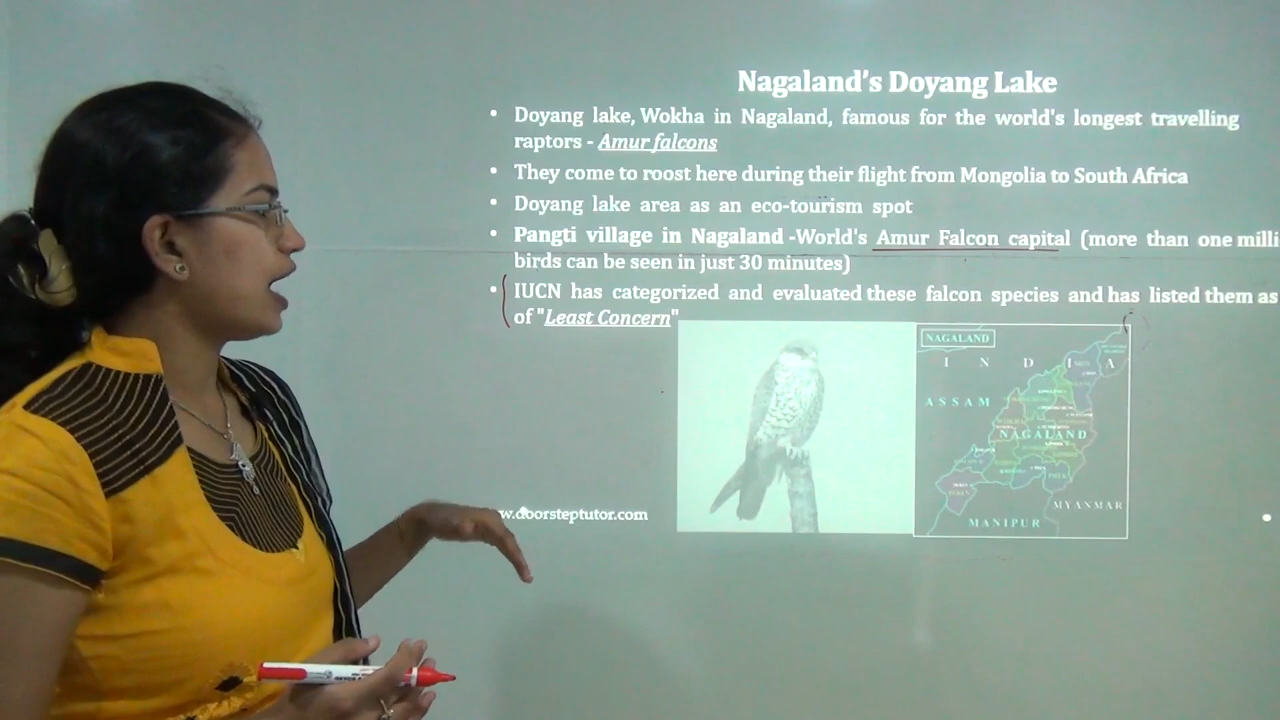 Nagaland's Doyang Lake
• Doyang lake, Wokha in Nagaland, famous for the world's longest travelling
raptors - Amur falcons
• They come to roost here during their flight from Mongolia to South Africa
• Doyang lake area as an eco-tourism spot
• Pangti village in Nagaland -World's Amur Falcon capital (more than one milli
birds can be seen in just 30 minutes)
• IUCN has categorized and evaluated these falcon species and has listed them as
of "Least Concern"
NAGALAND
I N D I A
ASSAM
NAGALAND
MYANMAR
MANIPUR
w.doorsteptutor.com